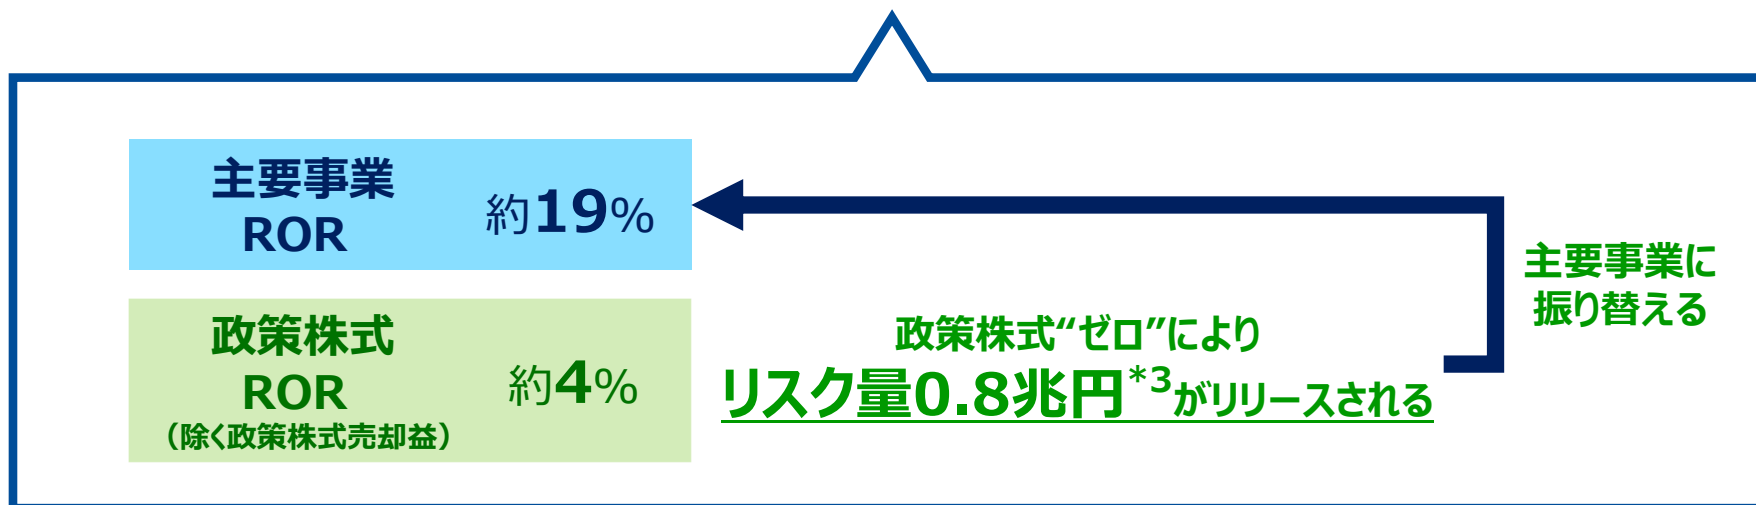 主要事業
ROR
約19%
政策株式
ROR
（除く政策株式売却益）
約4%
政策株式“ゼロ”により
リスク量0.8兆円*3がリリースされる
主要事業に
振り替える